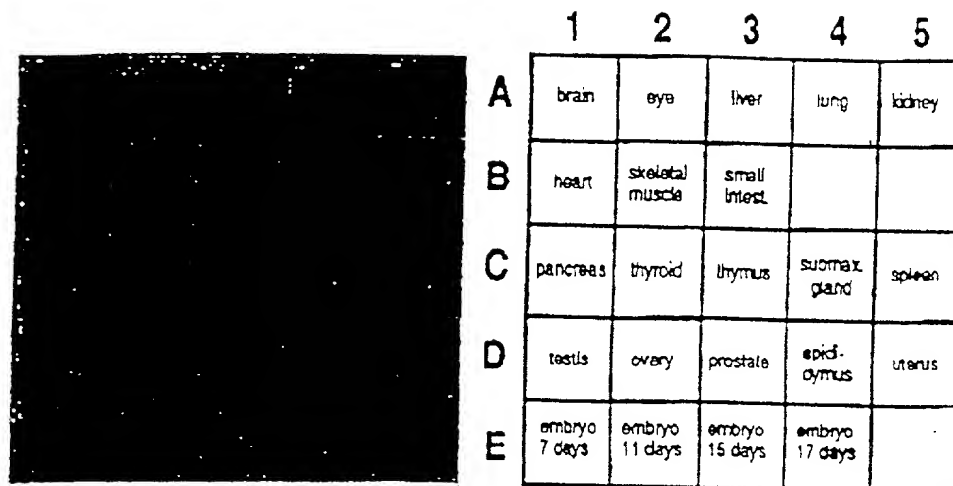 1 2 3 4 5
A brain eye liver lung kidney
B heart skeletal muscle small intest.
C pancreas thyroid thymus submax. gland spleen
D testis ovary prostate epidi-dymus uterus
E embryo 7 days embryo 11 days embryo 15 days embryo 17 days